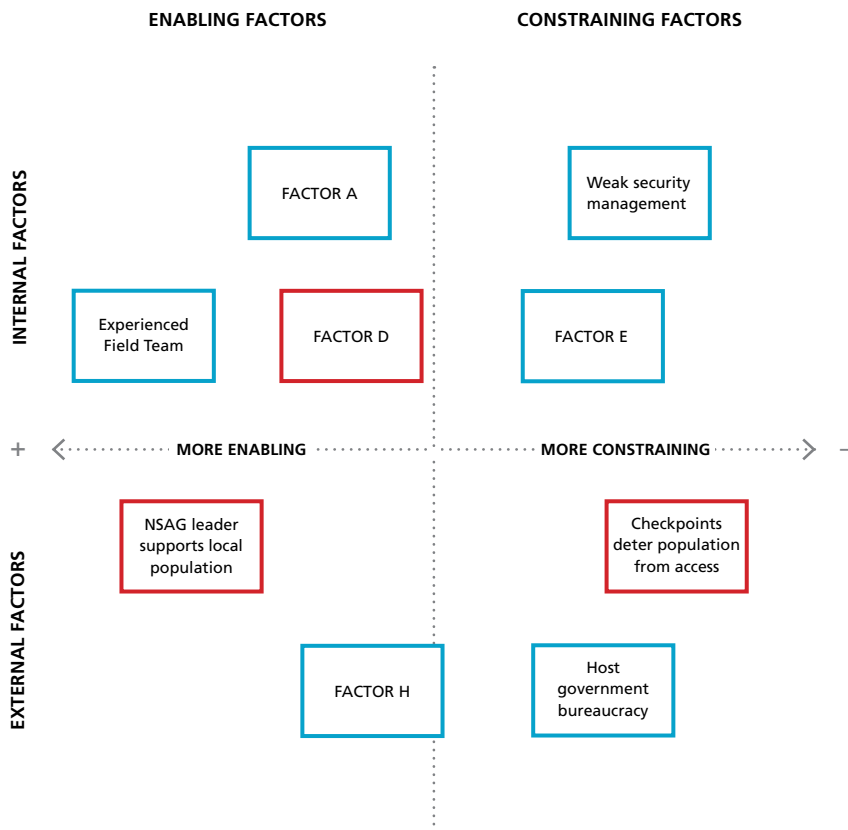 ENABLING FACTORS
CONSTRAINING FACTORS
INTERNAL FACTORS
FACTOR A
Weak security
management
Experienced
Field Team
FACTOR D
FACTOR E
+
MORE ENABLING
MORE CONSTRAINING
–
EXTERNAL FACTORS
NSAG leader
supports local
population
Checkpoints
deter population
from access
FACTOR H
Host
government
bureaucracy